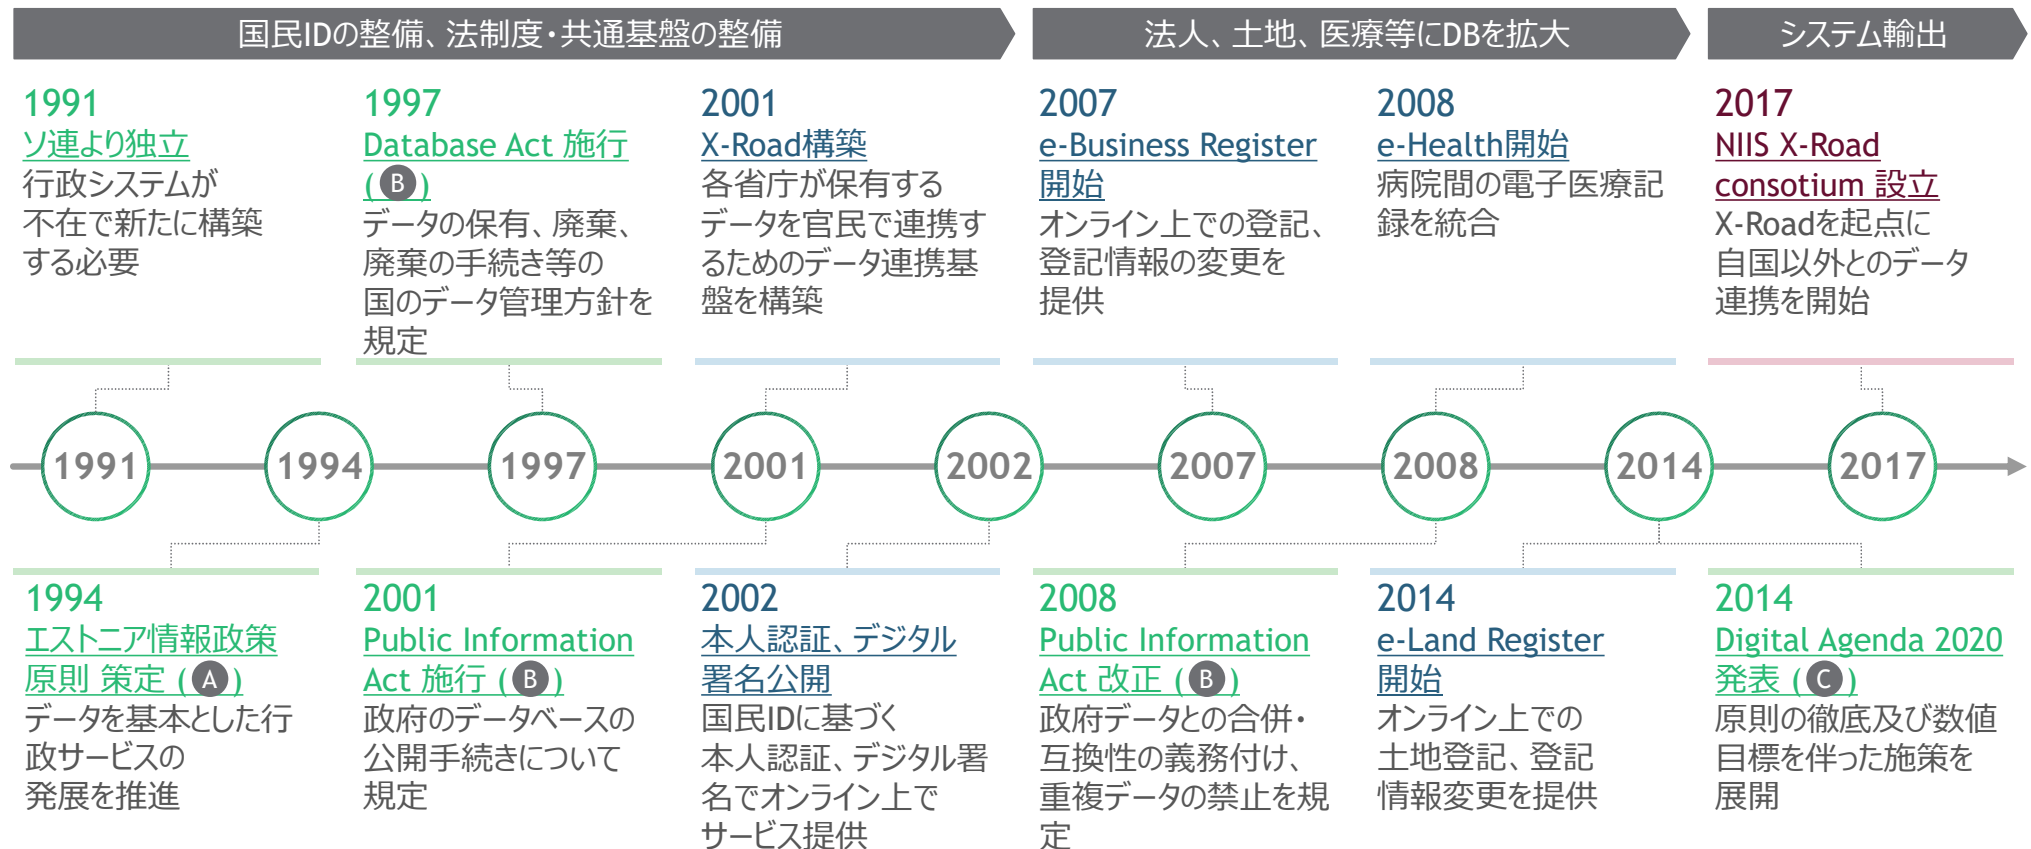 国民IDの整備、法制度・共通基盤の整備
法人、土地、医療等にDBを拡大
システム輸出
1991
ソ連より独立
行政システムが
不在で新たに構築
する必要
1997
Database Act 施行
(B)
データの保有、廃棄、
廃棄の手続き等の
国のデータ管理方針を
規定
2001
X-Road構築
各省庁が保有する
データを官民で連携す
るためのデータ連携基
盤を構築
2007
e-Business Register
開始
オンライン上での登記、
登記情報の変更を
提供
2008
e-Health開始
病院間の電子医療記
録を統合
2017
NIIS X-Road
consotium 設立
X-Roadを起点に
自国以外とのデータ
連携を開始
1991
1994
1997
2001
2002
2007
2008
2014
2017
1994
エストニア情報政策
原則 策定 (A)
データを基本とした行
政サービスの
発展を推進
2001
Public Information
Act 施行 (B)
政府のデータベースの
公開手続きについて
規定
2002
本人認証、デジタル
署名公開
国民IDに基づく
本人認証、デジタル署
名でオンライン上で
サービス提供
2008
Public Information
Act 改正 (B)
政府データとの合併・
互換性の義務付け、
重複データの禁止を規
定
2014
e-Land Register
開始
オンライン上での
土地登記、登記
情報変更を提供
2014
Digital Agenda 2020
発表 (C)
原則の徹底及び数値
目標を伴った施策を
展開